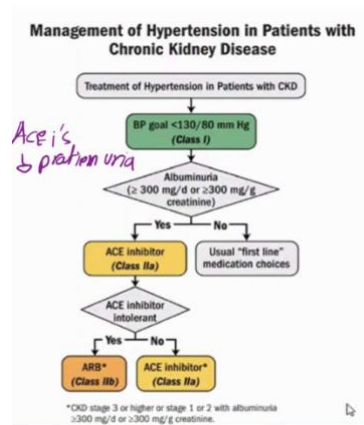 Management of Hypertension in Patients with
Chronic Kidney Disease
Treatment of Hypertension in Patients with CKD
BP goal <130/80 mm Hg
(Class I)
Ace i's
↓ protien uria
Albuminuria
(≥ 300 mg/d or ≥300 mg/g
creatinine)
Yes
No
ACE inhibitor
(Class IIa)
Usual "first line"
medication choices
ACE inhibitor
intolerant
Yes
No
ARB*
(Class IIb)
ACE inhibitor*
(Class IIa)
*CKD stage 3 or higher or stage 1 or 2 with albuminuria
≥300 mg/d or ≥300 mg/g creatinine.